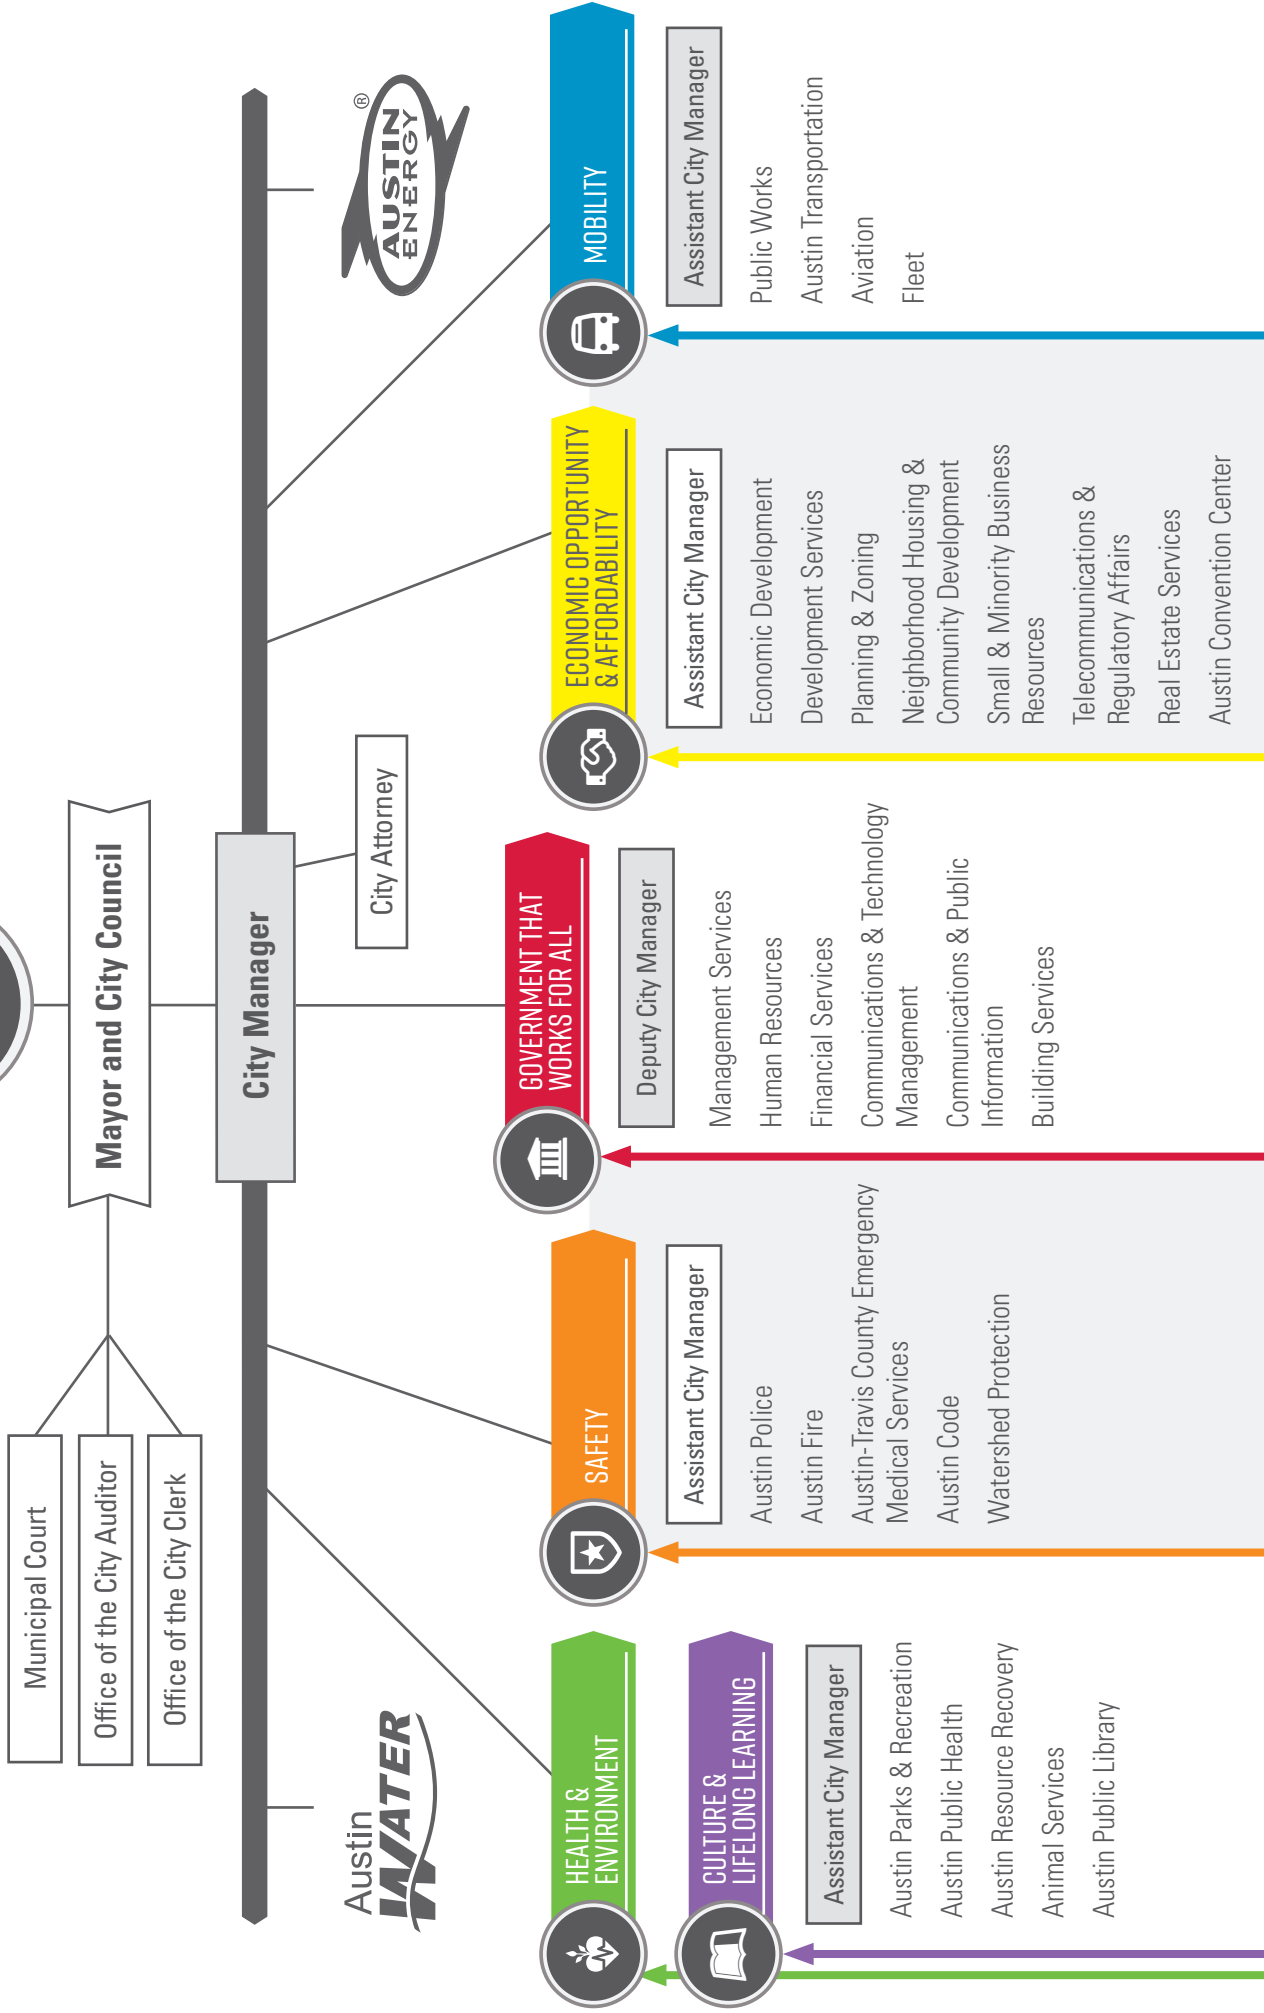 Mayor and City Council
Municipal Court
Office of the City Auditor
Office of the City Clerk
City Manager
City Attorney
Austin
WATER
AUSTIN
ENERGY
®
HEALTH &
ENVIRONMENT
CULTURE &
LIFELONG LEARNING
Assistant City Manager
Austin Parks & Recreation
Austin Public Health
Austin Resource Recovery
Animal Services
Austin Public Library
SAFETY
Assistant City Manager
Austin Police
Austin Fire
Austin-Travis County Emergency
Medical Services
Austin Code
Watershed Protection
GOVERNMENT THAT
WORKS FOR ALL
Deputy City Manager
Management Services
Human Resources
Financial Services
Communications & Technology
Management
Communications & Public
Information
Building Services
ECONOMIC OPPORTUNITY
& AFFORDABILITY
Assistant City Manager
Economic Development
Development Services
Planning & Zoning
Neighborhood Housing &
Community Development
Small & Minority Business
Resources
Telecommunications &
Regulatory Affairs
Real Estate Services
Austin Convention Center
MOBILITY
Assistant City Manager
Public Works
Austin Transportation
Aviation
Fleet